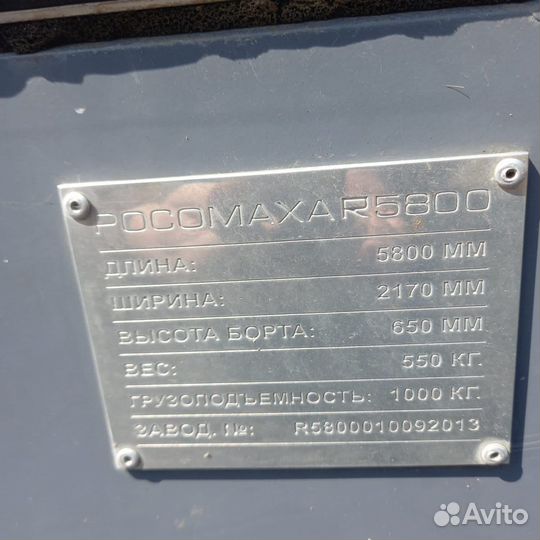 РОСОМАХА R5800
ДЛИНА: 5800 ММ
ШИРИНА: 2170 ММ
ВЫСОТА БОРТА: 650 ММ
ВЕС: 550 КГ.
ГРУЗОПОДЪЕМНОСТЬ: 1000 КГ.
ЗАВОД. №: R5800010092013
Avito